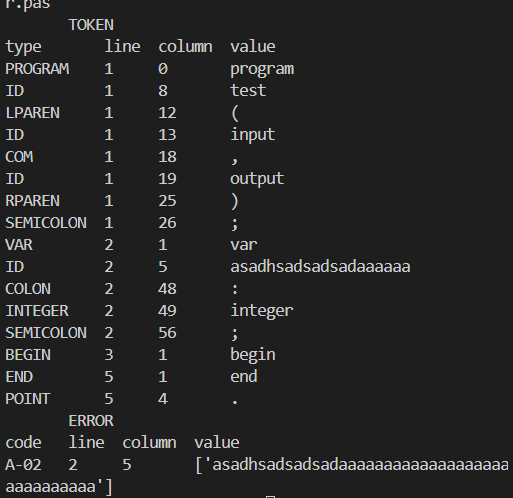 r.pas
TOKEN
type line column value
PROGRAM 1 0 program
ID 1 8 test
LPAREN 1 12 (
ID 1 13 input
COM 1 18 ,
ID 1 19 output
RPAREN 1 25 )
SEMICOLON 1 26 ;
VAR 2 1 var
ID 2 5 asadhsadsadsadaaaaaa
COLON 2 48 :
INTEGER 2 49 integer
SEMICOLON 2 56 ;
BEGIN 3 1 begin
END 5 1 end
POINT 5 4 .
ERROR
code line column value
A-02 2 5 ['asadhsadsadsadaaaaaaaaaaaaaaaaaaa
aaaaaaaaaa']